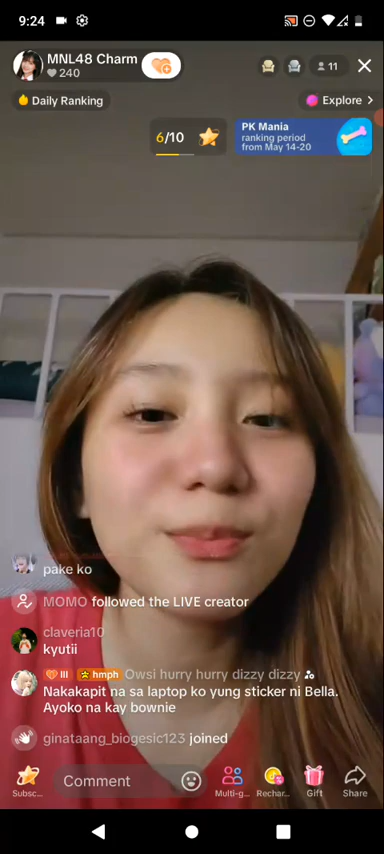 9:24
MNL48 Charm
240
11
Daily Ranking
Explore >
6/10
PK Mania
ranking period
from May 14-20
pake ko
MOMO followed the LIVE creator
claveria10
kyutii
III hmph Owsi hurry hurry dizzy dizzy
Nakakapit na sa laptop ko yung sticker ni Bella.
Ayoko na kay bownie
ginataang_biogesic123 joined
Comment
Subsc... Multi-g... Rechar... Gift Share